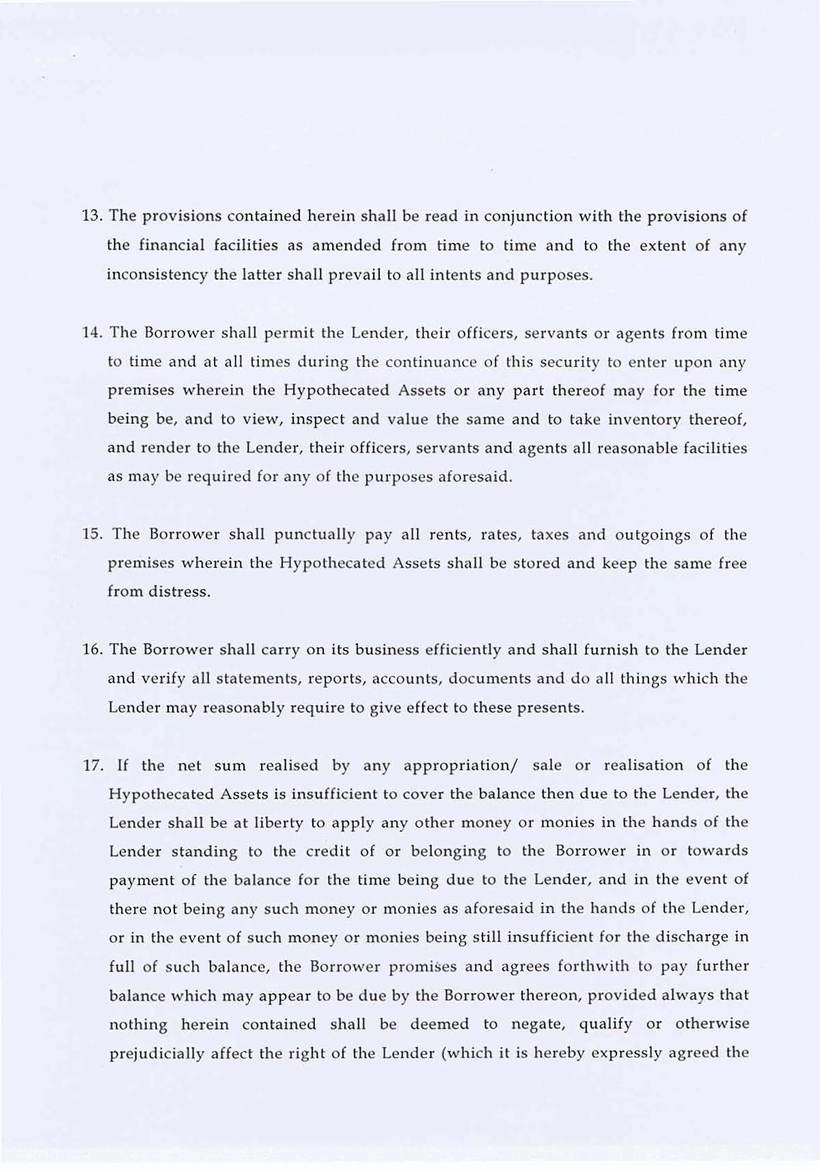 13. The provisions contained herein shall be read in conjunction with the provisions of
the financial facilities as amended from time to time and to the extent of any
inconsistency the latter shall prevail to all intents and purposes.
14. The Borrower shall permit the Lender, their officers, servants or agents from time
to time and at all times during the continuance of this security to enter upon any
premises wherein the Hypothecated Assets or any part thereof may for the time
being be, and to view, inspect and value the same and to take inventory thereof,
and render to the Lender, their officers, servants and agents all reasonable facilities
as may be required for any of the purposes aforesaid.
15. The Borrower shall punctually pay all rents, rates, taxes and outgoings of the
premises wherein the Hypothecated Assets shall be stored and keep the same free
from distress.
16. The Borrower shall carry on its business efficiently and shall furnish to the Lender
and verify all statements, reports, accounts, documents and do all things which the
Lender may reasonably require to give effect to these presents.
17. If the net sum realised by any appropriation/ sale or realisation of the
Hypothecated Assets is insufficient to cover the balance then due to the Lender, the
Lender shall be at liberty to apply any other money or monies in the hands of the
Lender standing to the credit of or belonging to the Borrower in or towards
payment of the balance for the time being due to the Lender, and in the event of
there not being any such money or monies as aforesaid in the hands of the Lender,
or in the event of such money or monies being still insufficient for the discharge in
full of such balance, the Borrower promises and agrees forthwith to pay further
balance which may appear to be due by the Borrower thereon, provided always that
nothing herein contained shall be deemed to negate, qualify or otherwise
prejudicially affect the right of the Lender (which it is hereby expressly agreed the